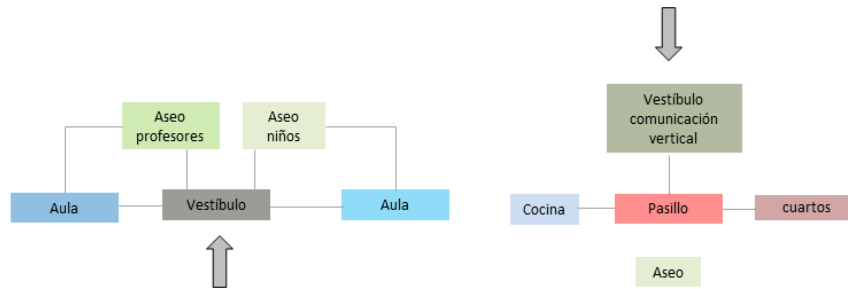 Aseo
profesores
Aseo
niños
Aula
Vestíbulo
Aula
Vestíbulo
comunicación
vertical
Cocina
Pasillo
cuartos
Aseo